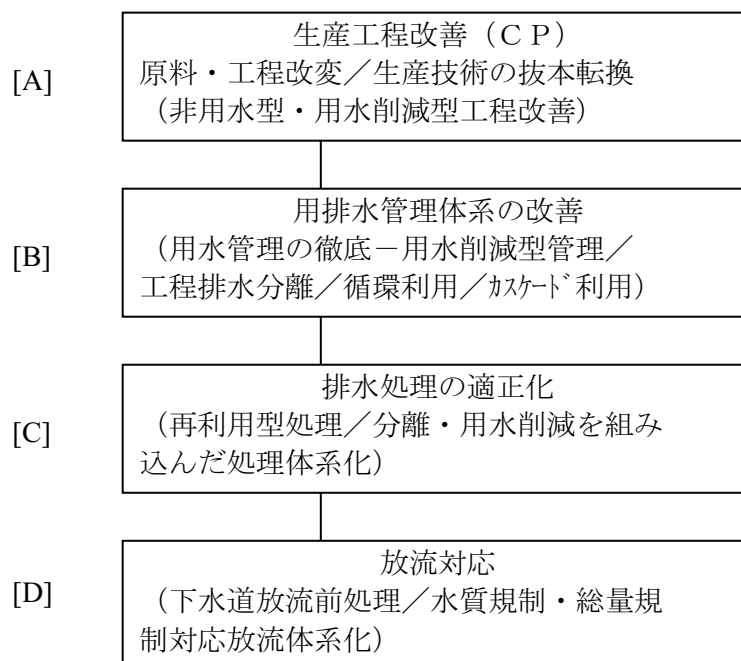 生産工程改善（ＣＰ）
[A]
原料・工程改変／生産技術の抜本転換
（非用水型・用水削減型工程改善）
用排水管理体系の改善
[B]
（用水管理の徹底－用水削減型管理／
工程排水分離／循環利用／ｶｽｹｰﾄﾞ利用）
排水処理の適正化
[C]
（再利用型処理／分離・用水削減を組み
込んだ処理体系化）
放流対応
[D]
（下水道放流前処理／水質規制・総量規
制対応放流体系化）